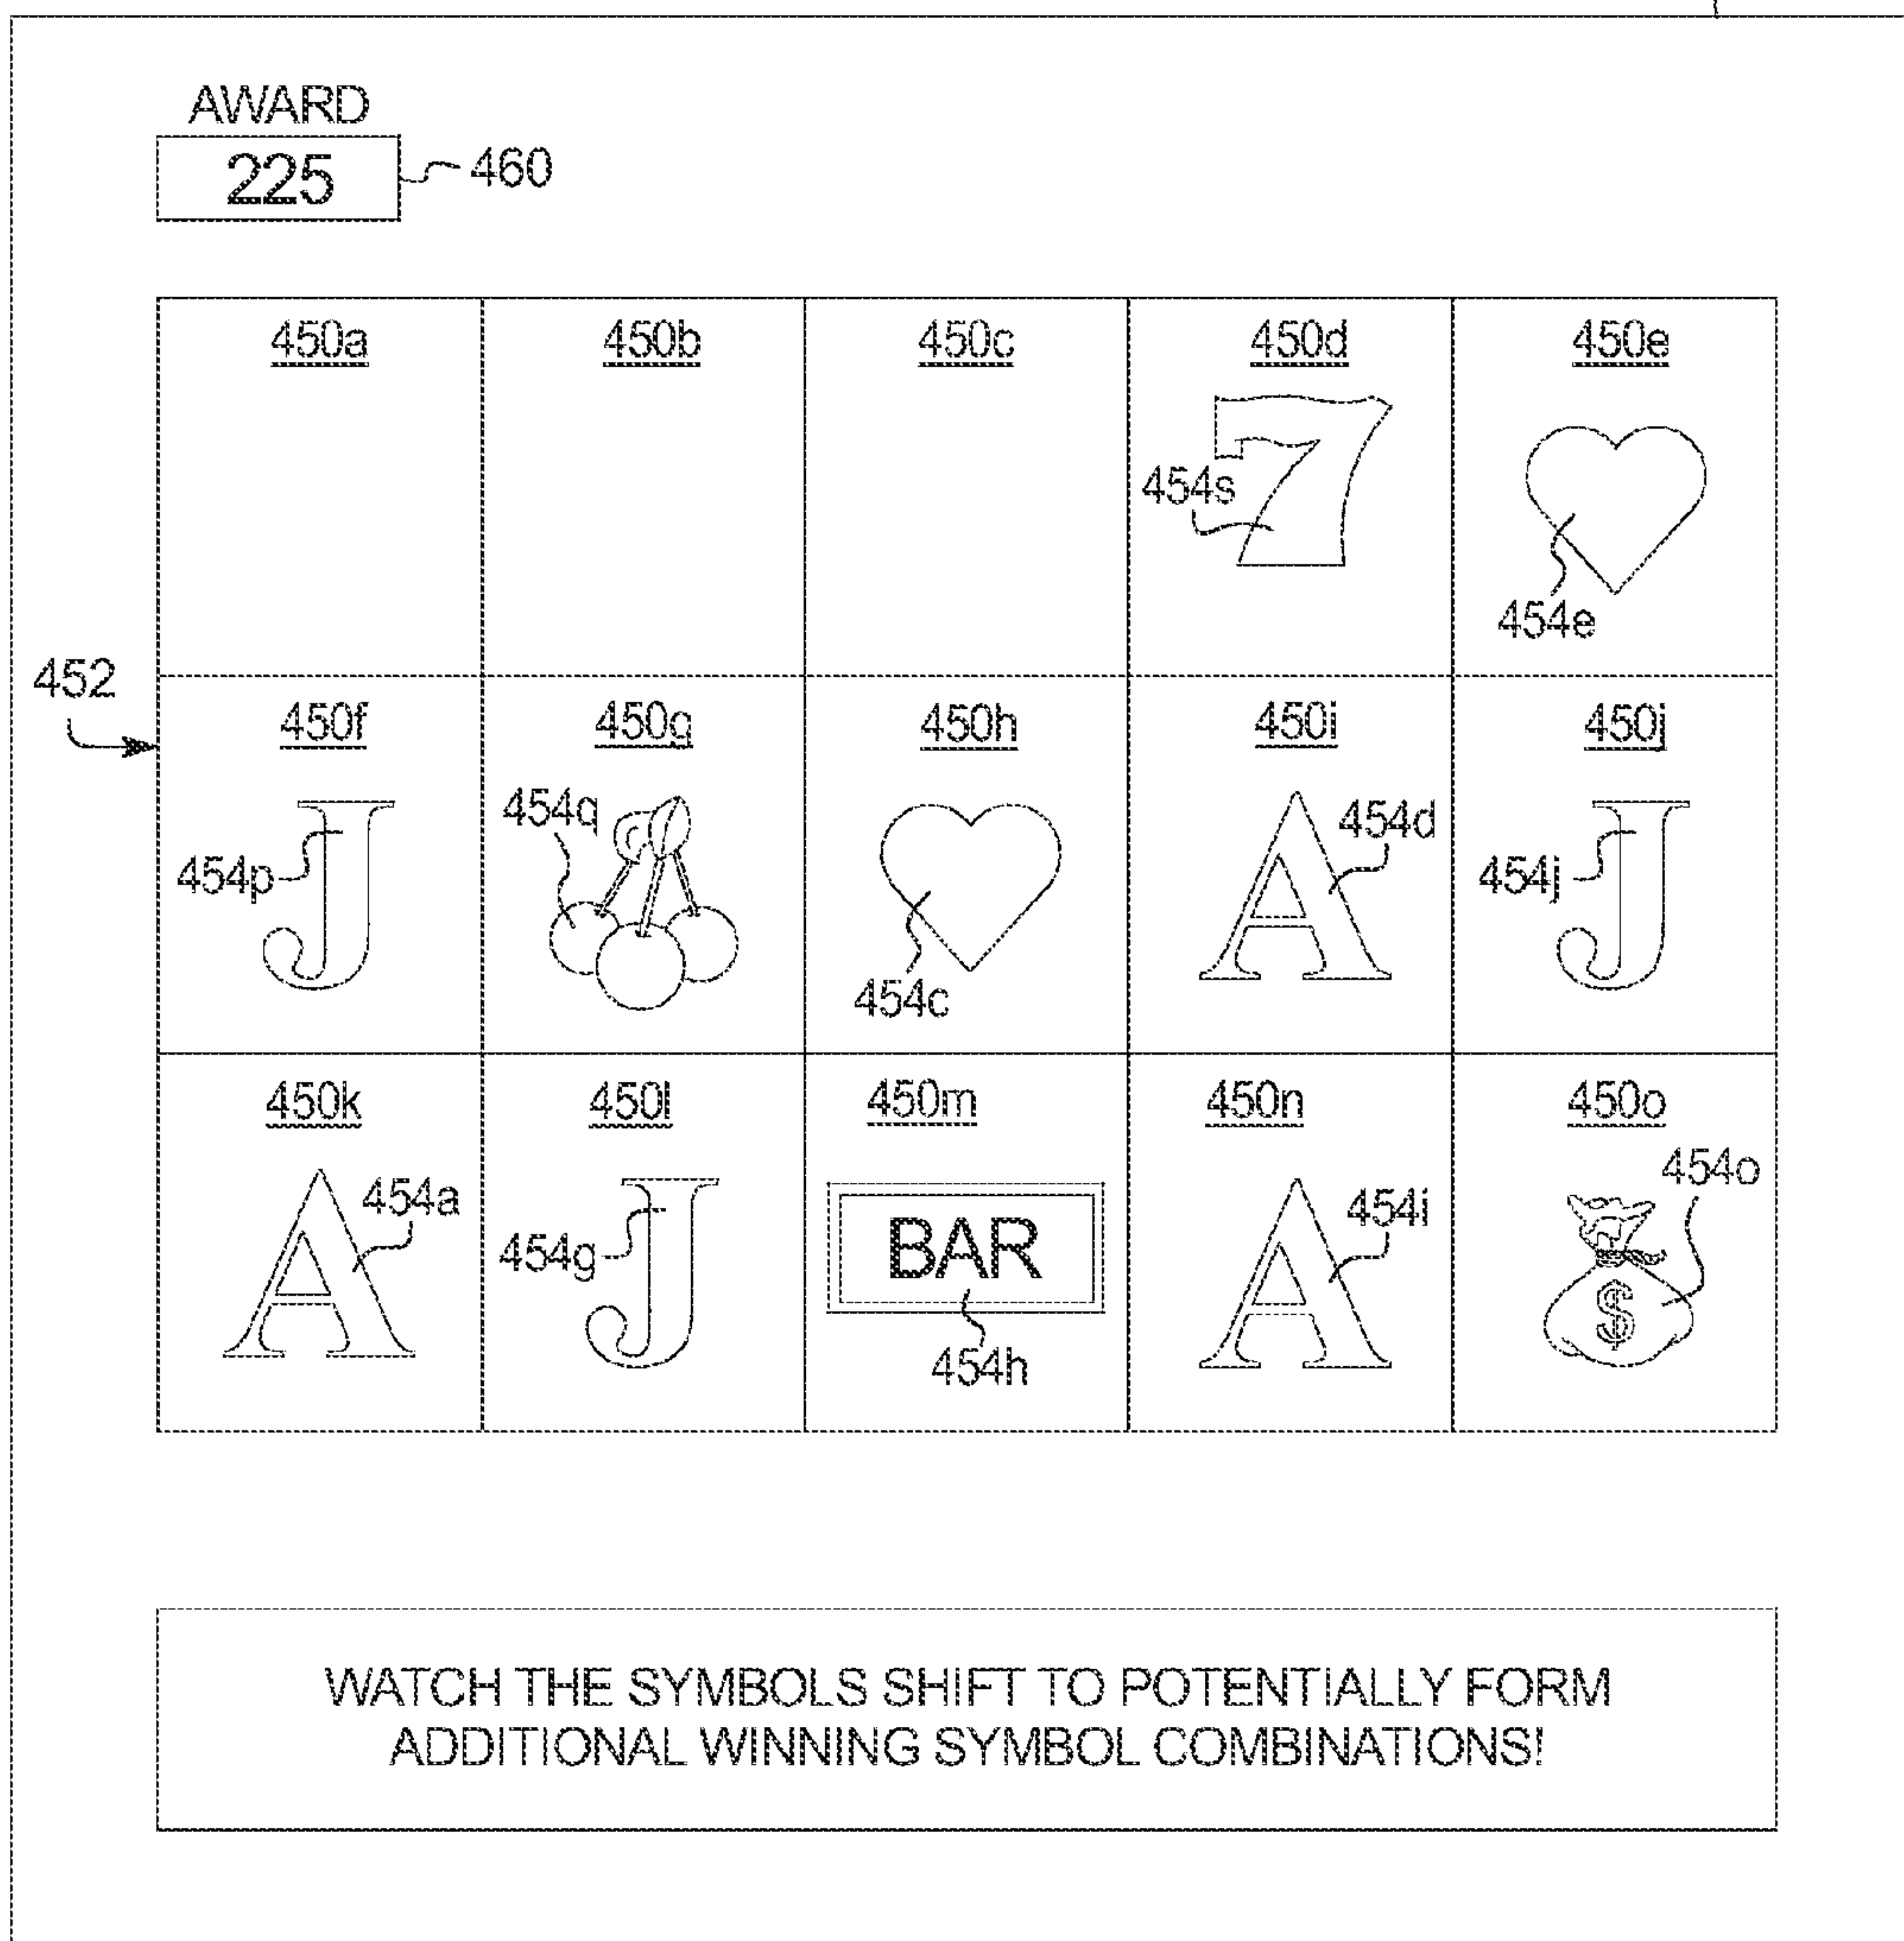 AWARD
225
460
450a 450b 450c 450d 450e
7
454s
454e
452
450f 450g 450h 450i 450j
454q
454p J
454c
A 454d
454j J
450k 450l 450m 450n 450o
A 454a
454g J
BAR
454h
A 454i
454o
$
WATCH THE SYMBOLS SHIFT TO POTENTIALLY FORM
ADDITIONAL WINNING SYMBOL COMBINATIONS!